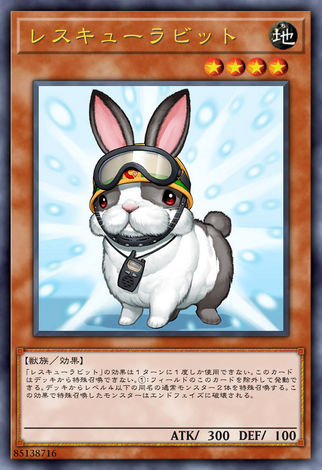 レスキューラビット
地
ち
【獣族/効果】
「レスキューラビット」の効果は1ターンに1度しか使用できない。このカード
はデッキから特殊召喚できない。①:フィールドのこのカードを除外して発動で
きる。デッキからレベル4以下の同名の通常モンスター2体を特殊召喚する。こ
の効果で特殊召喚したモンスターはエンドフェイズに破壊される。
ATK/ 300 DEF/ 100
85138716